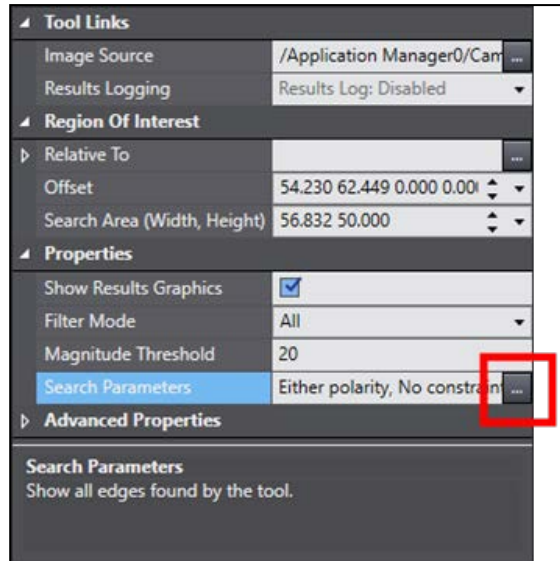 Tool Links
Image Source /Application Manager0/Cam ...
Results Logging Results Log: Disabled
Region Of Interest
Relative To ...
Offset 54.230 62.449 0.000 0.00
Search Area (Width, Height) 56.832 50.000
Properties
Show Results Graphics
Filter Mode All
Magnitude Threshold 20
Search Parameters Either polarity, No constraint ...
Advanced Properties
Search Parameters
Show all edges found by the tool.